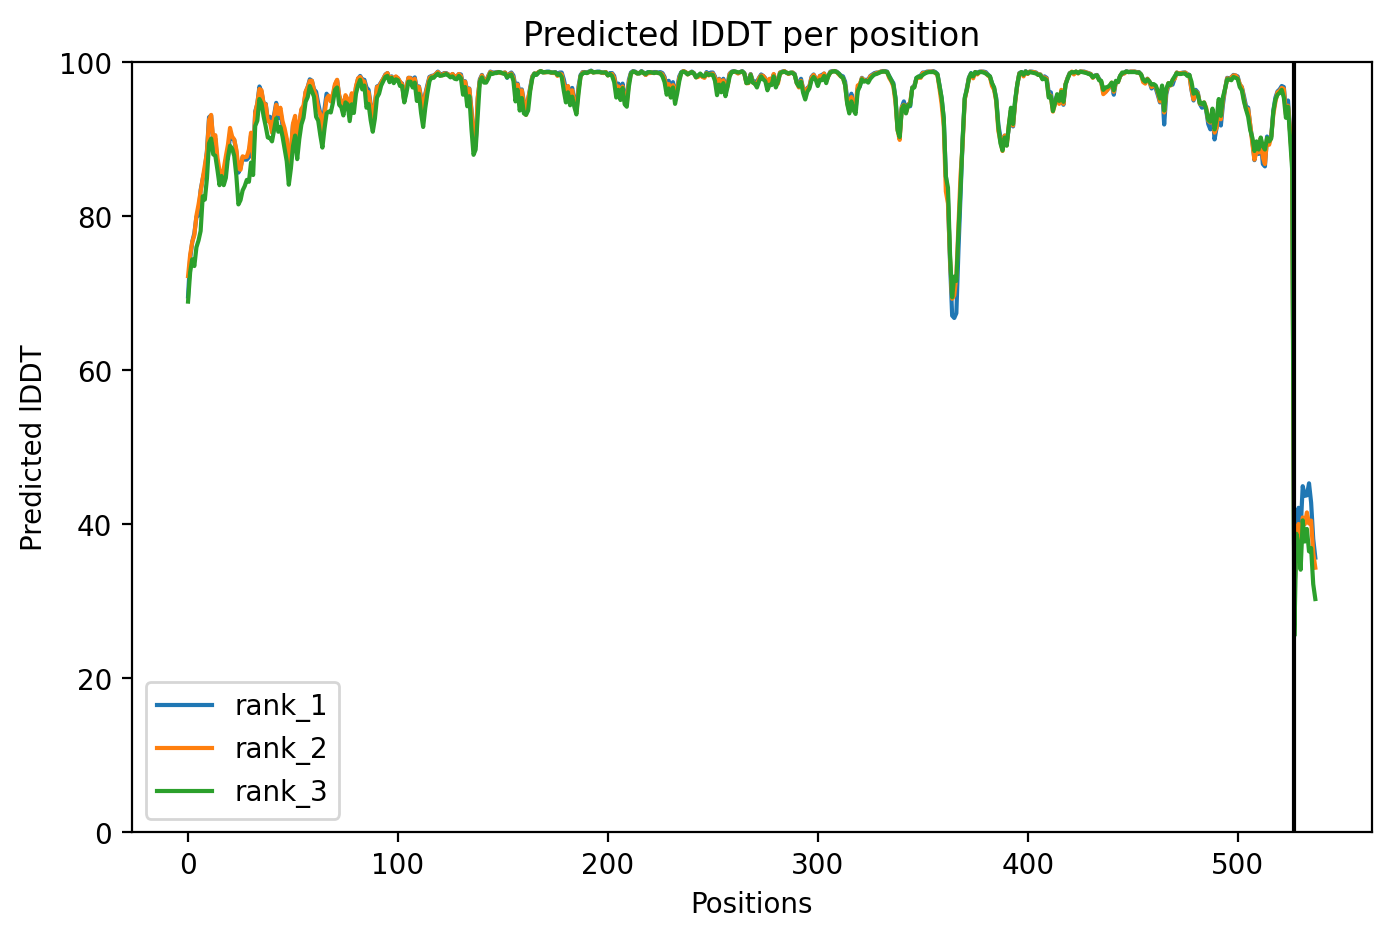 Predicted lDDT per position
100
80
60
40
20
0
Predicted lDDT
0 100 200 300 400 500
Positions
rank_1
rank_2
rank_3